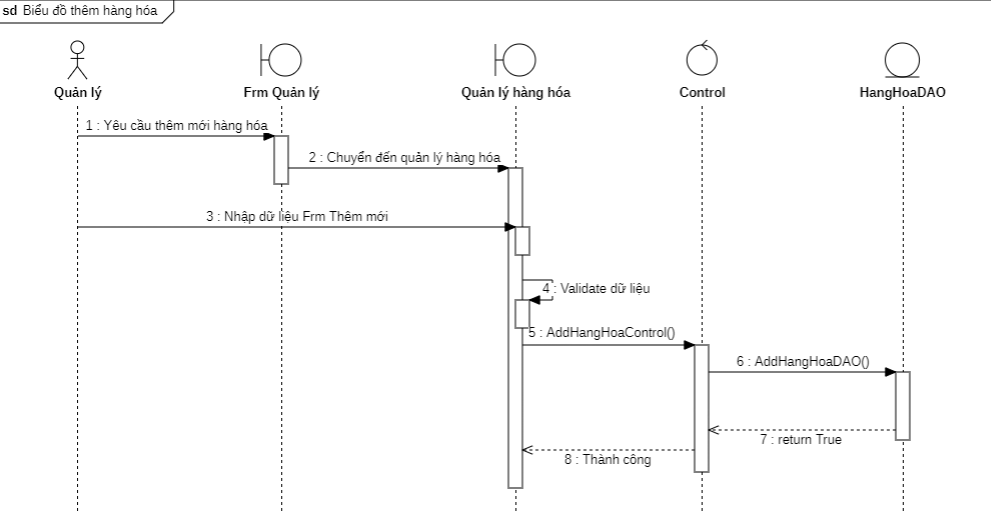 sd Biểu đồ thêm hàng hóa
Quản lý
Frm Quản lý
Quản lý hàng hóa
Control
HangHoaDAO
1 : Yêu cầu thêm mới hàng hóa
2 : Chuyển đến quản lý hàng hóa
3 : Nhập dữ liệu Frm Thêm mới
4 : Validate dữ liệu
5 : AddHangHoaControl()
6 : AddHangHoaDAO()
7 : return True
8 : Thành công